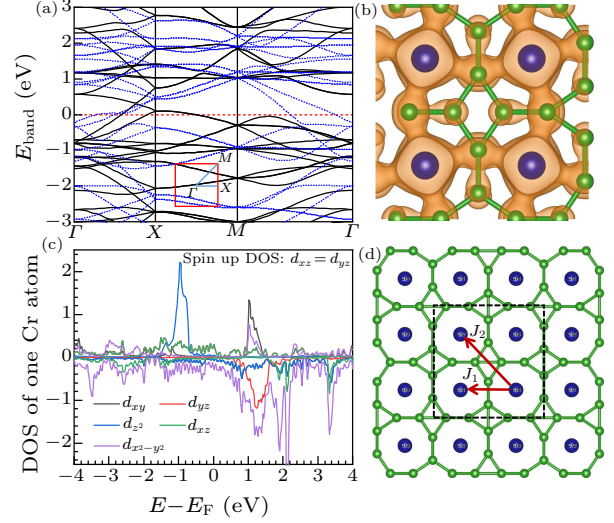 (a)
3
2
1
0
−1
−2
−3
E_band (eV)
Γ X M Γ
M
X
Γ
(b)
(c)
Spin up DOS: d_xz = d_yz
2
1
0
−1
−2
DOS of one Cr atom
d_xy d_yz
d_z² d_xz
d_x²−y²
−4 −3 −2 −1 0 1 2 3 4
E−E_F (eV)
(d)
J_2
J_1